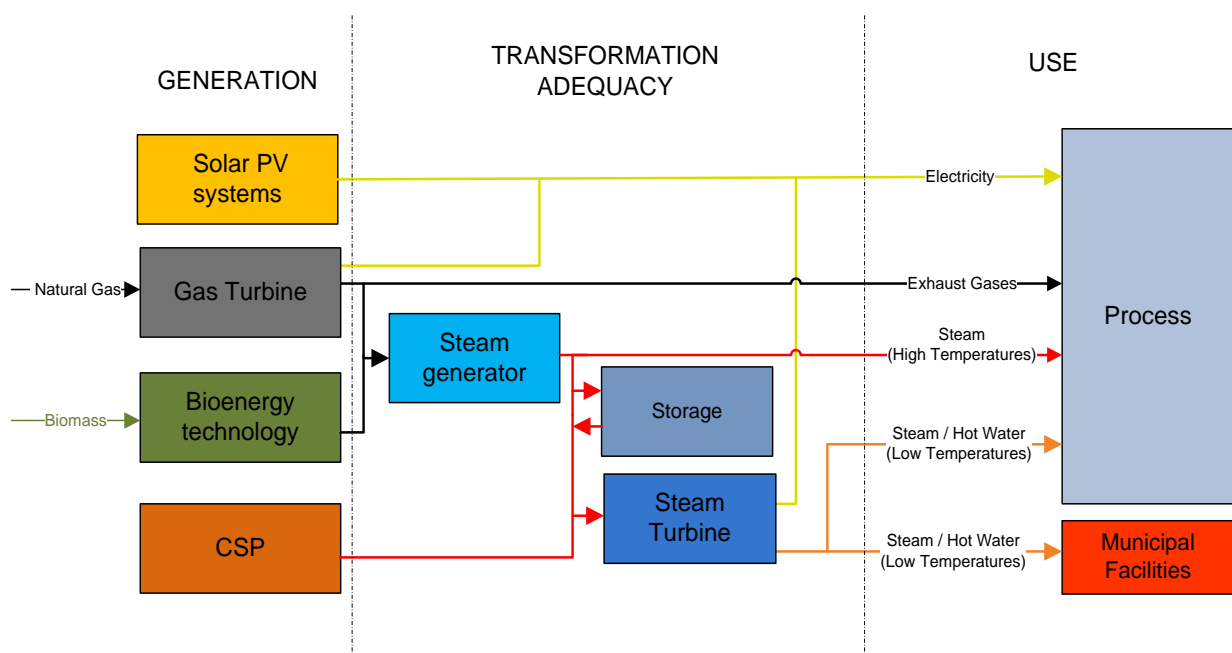 GENERATION
TRANSFORMATION
ADEQUACY
USE
Solar PV
systems
Electricity
Natural Gas
Gas Turbine
Exhaust Gases
Process
Steam
generator
Steam
(High Temperatures)
Biomass
Bioenergy
technology
Storage
Steam / Hot Water
(Low Temperatures)
CSP
Steam
Turbine
Steam / Hot Water
(Low Temperatures)
Municipal
Facilities